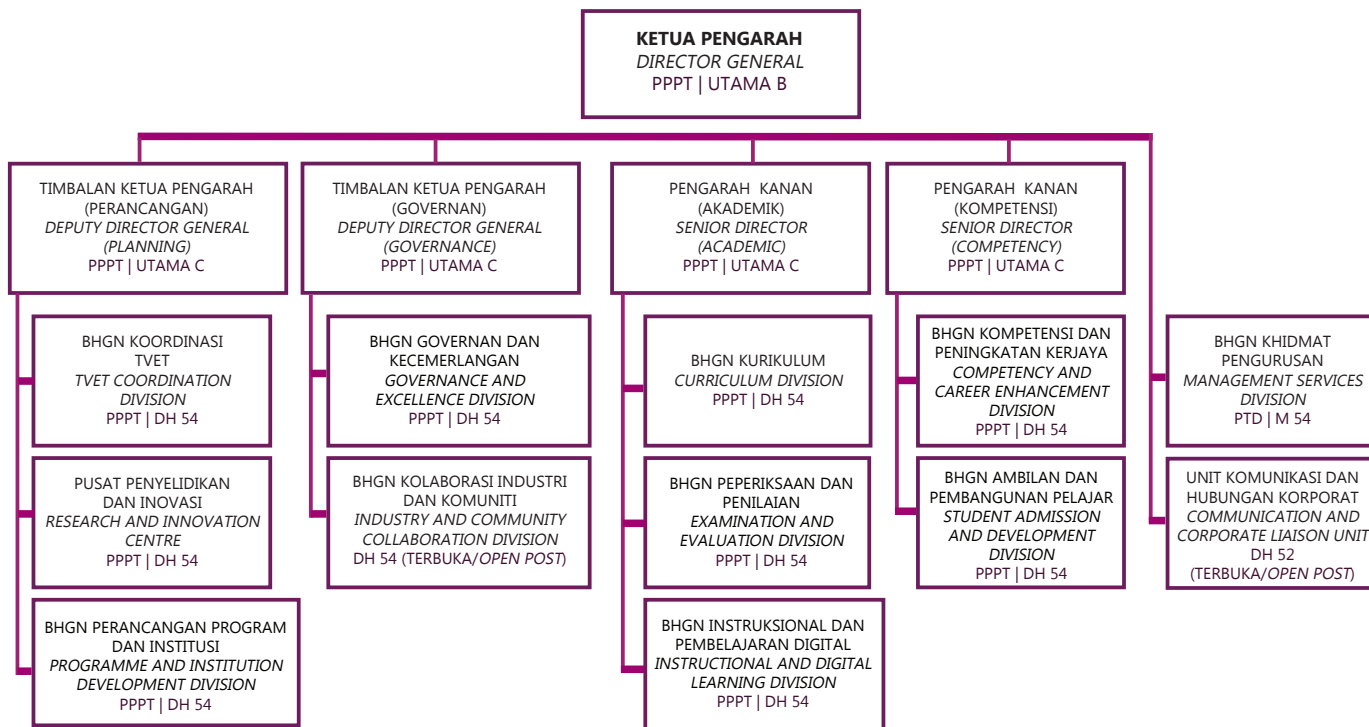 KETUA PENGARAH
DIRECTOR GENERAL
PPPT | UTAMA B
TIMBALAN KETUA PENGARAH
(PERANCANGAN)
DEPUTY DIRECTOR GENERAL
(PLANNING)
PPPT | UTAMA C
BHGN KOORDINASI
TVET
TVET COORDINATION
DIVISION
PPPT | DH 54
PUSAT PENYELIDIKAN
DAN INOVASI
RESEARCH AND INNOVATION
CENTRE
PPPT | DH 54
BHGN PERANCANGAN PROGRAM
DAN INSTITUSI
PROGRAMME AND INSTITUTION
DEVELOPMENT DIVISION
PPPT | DH 54
TIMBALAN KETUA PENGARAH
(GOVERNAN)
DEPUTY DIRECTOR GENERAL
(GOVERNANCE)
PPPT | UTAMA C
BHGN GOVERNAN DAN
KECEMERLANGAN
GOVERNANCE AND
EXCELLENCE DIVISION
PPPT | DH 54
BHGN KOLABORASI INDUSTRI
DAN KOMUNITI
INDUSTRY AND COMMUNITY
COLLABORATION DIVISION
DH 54 (TERBUKA/OPEN POST)
PENGARAH KANAN
(AKADEMIK)
SENIOR DIRECTOR
(ACADEMIC)
PPPT | UTAMA C
BHGN KURIKULUM
CURRICULUM DIVISION
PPPT | DH 54
BHGN PEPERIKSAAN DAN
PENILAIAN
EXAMINATION AND
EVALUATION DIVISION
PPPT | DH 54
BHGN INSTRUKSIONAL DAN
PEMBELAJARAN DIGITAL
INSTRUCTIONAL AND DIGITAL
LEARNING DIVISION
PPPT | DH 54
PENGARAH KANAN
(KOMPETENSI)
SENIOR DIRECTOR
(COMPETENCY)
PPPT | UTAMA C
BHGN KOMPETENSI DAN
PENINGKATAN KERJAYA
COMPETENCY AND
CAREER ENHANCEMENT
DIVISION
PPPT | DH 54
BHGN AMBILAN DAN
PEMBANGUNAN PELAJAR
STUDENT ADMISSION
AND DEVELOPMENT
DIVISION
PPPT | DH 54
BHGN KHIDMAT
PENGURUSAN
MANAGEMENT SERVICES
DIVISION
PTD | M 54
UNIT KOMUNIKASI DAN
HUBUNGAN KORPORAT
COMMUNICATION AND
CORPORATE LIAISON UNIT
DH 52
(TERBUKA/OPEN POST)